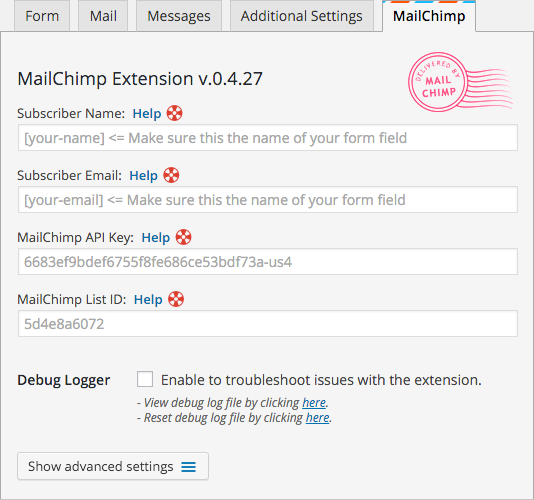 Form Mail Messages Additional Settings MailChimp
MailChimp Extension v.0.4.27
DELIVERED BY
MAIL
CHIMP
Subscriber Name: Help
[your-name] <= Make sure this the name of your form field
Subscriber Email: Help
[your-email] <= Make sure this the name of your form field
MailChimp API Key: Help
6683ef9bdef6755f8fe686ce53bdf73a-us4
MailChimp List ID: Help
5d4e8a6072
Debug Logger Enable to troubleshoot issues with the extension.
- View debug log file by clicking here.
- Reset debug log file by clicking here.
Show advanced settings